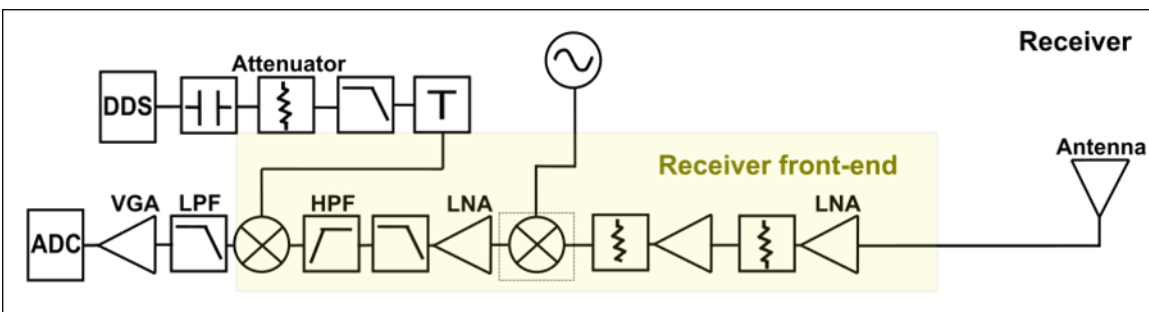 Receiver
Attenuator
DDS
T
Receiver front-end
Antenna
VGA
LPF
HPF
LNA
LNA
ADC